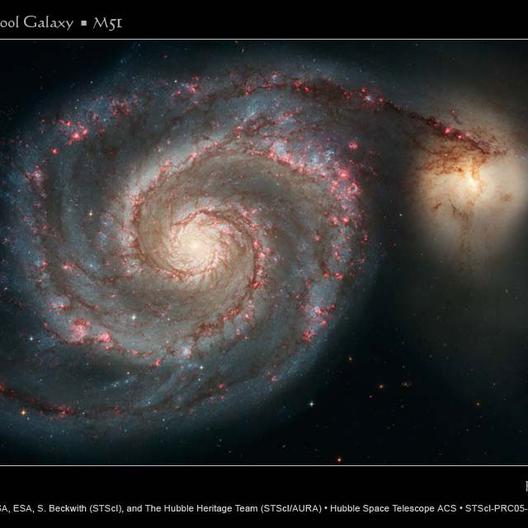 ool Galaxy ▪ M51
SA, ESA, S. Beckwith (STScI), and The Hubble Heritage Team (STScI/AURA) • Hubble Space Telescope ACS • STScI-PRC05-